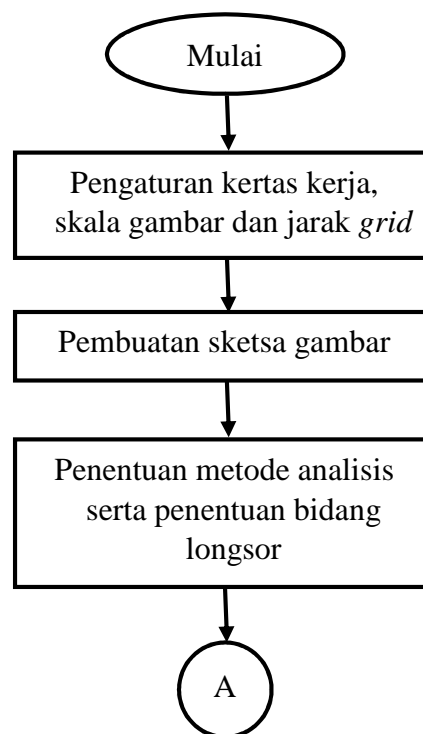 Mulai
Pengaturan kertas kerja,
skala gambar dan jarak grid
Pembuatan sketsa gambar
Penentuan metode analisis
serta penentuan bidang
longsor
A